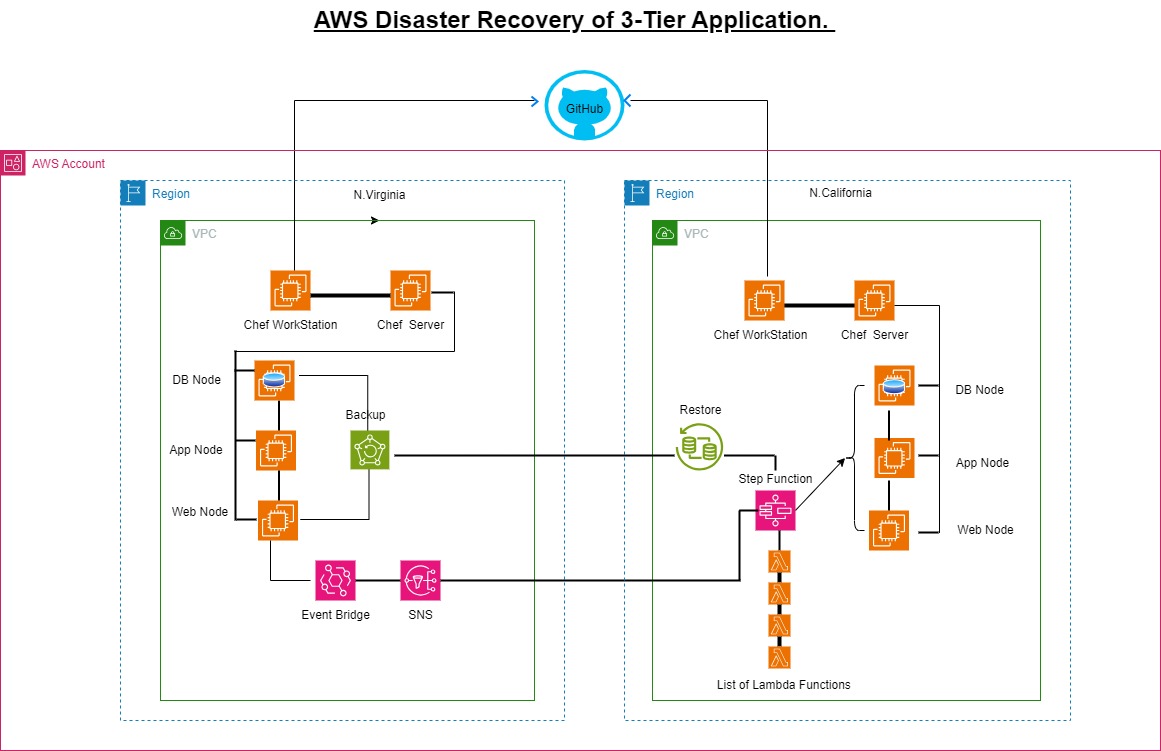 AWS Disaster Recovery of 3-Tier Application.
GitHub
AWS Account
Region
N.Virginia
VPC
Chef WorkStation
Chef Server
DB Node
Backup
App Node
Web Node
Event Bridge
SNS
Region
N.California
VPC
Chef WorkStation
Chef Server
Restore
DB Node
Step Function
App Node
Web Node
List of Lambda Functions